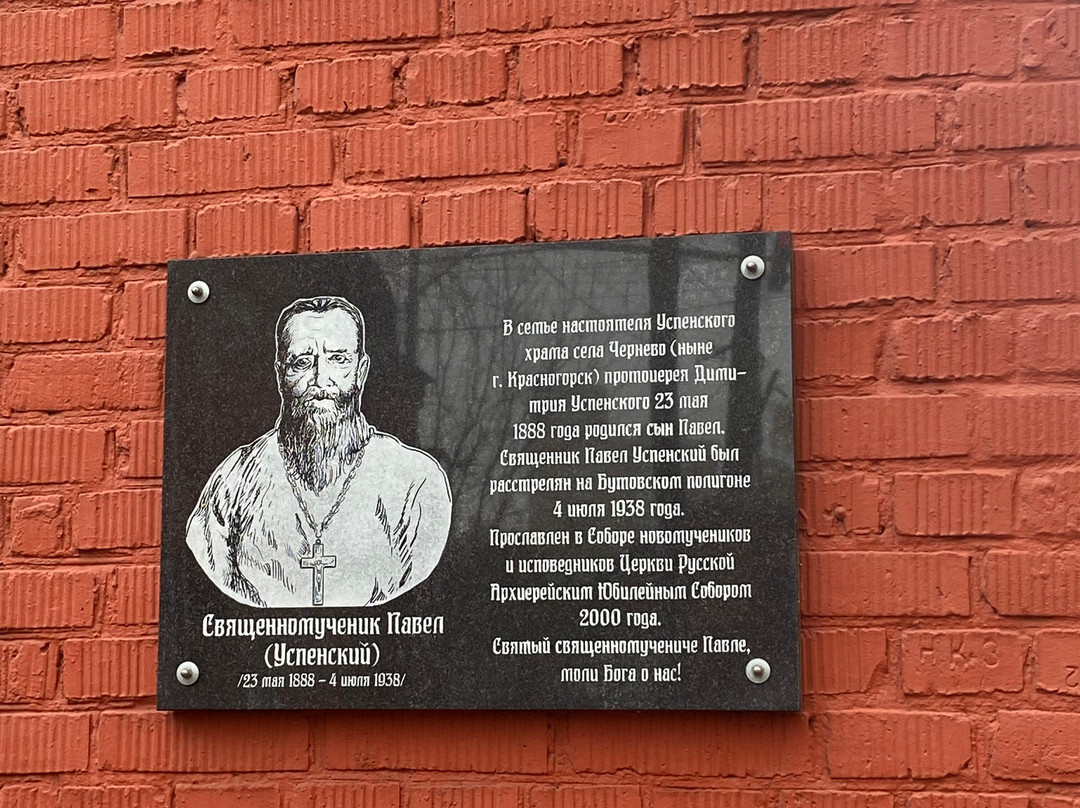 Священномученик Павел
(Успенский)
/23 мая 1888 – 4 июля 1938/
В семье настоятеля Успенского
храма села Чернево (ныне
г. Красногорск) протоиерея Дими-
трия Успенского 23 мая
1888 года родился сын Павел.
Священник Павел Успенский был
расстрелян на Бутовском полигоне
4 июля 1938 года.
Прославлен в Соборе новомучеников
и исповедников Церкви Русской
Архиерейским Юбилейным Собором
2000 года.
Святый священномучениче Павле,
моли Бога о нас!
НКЗ